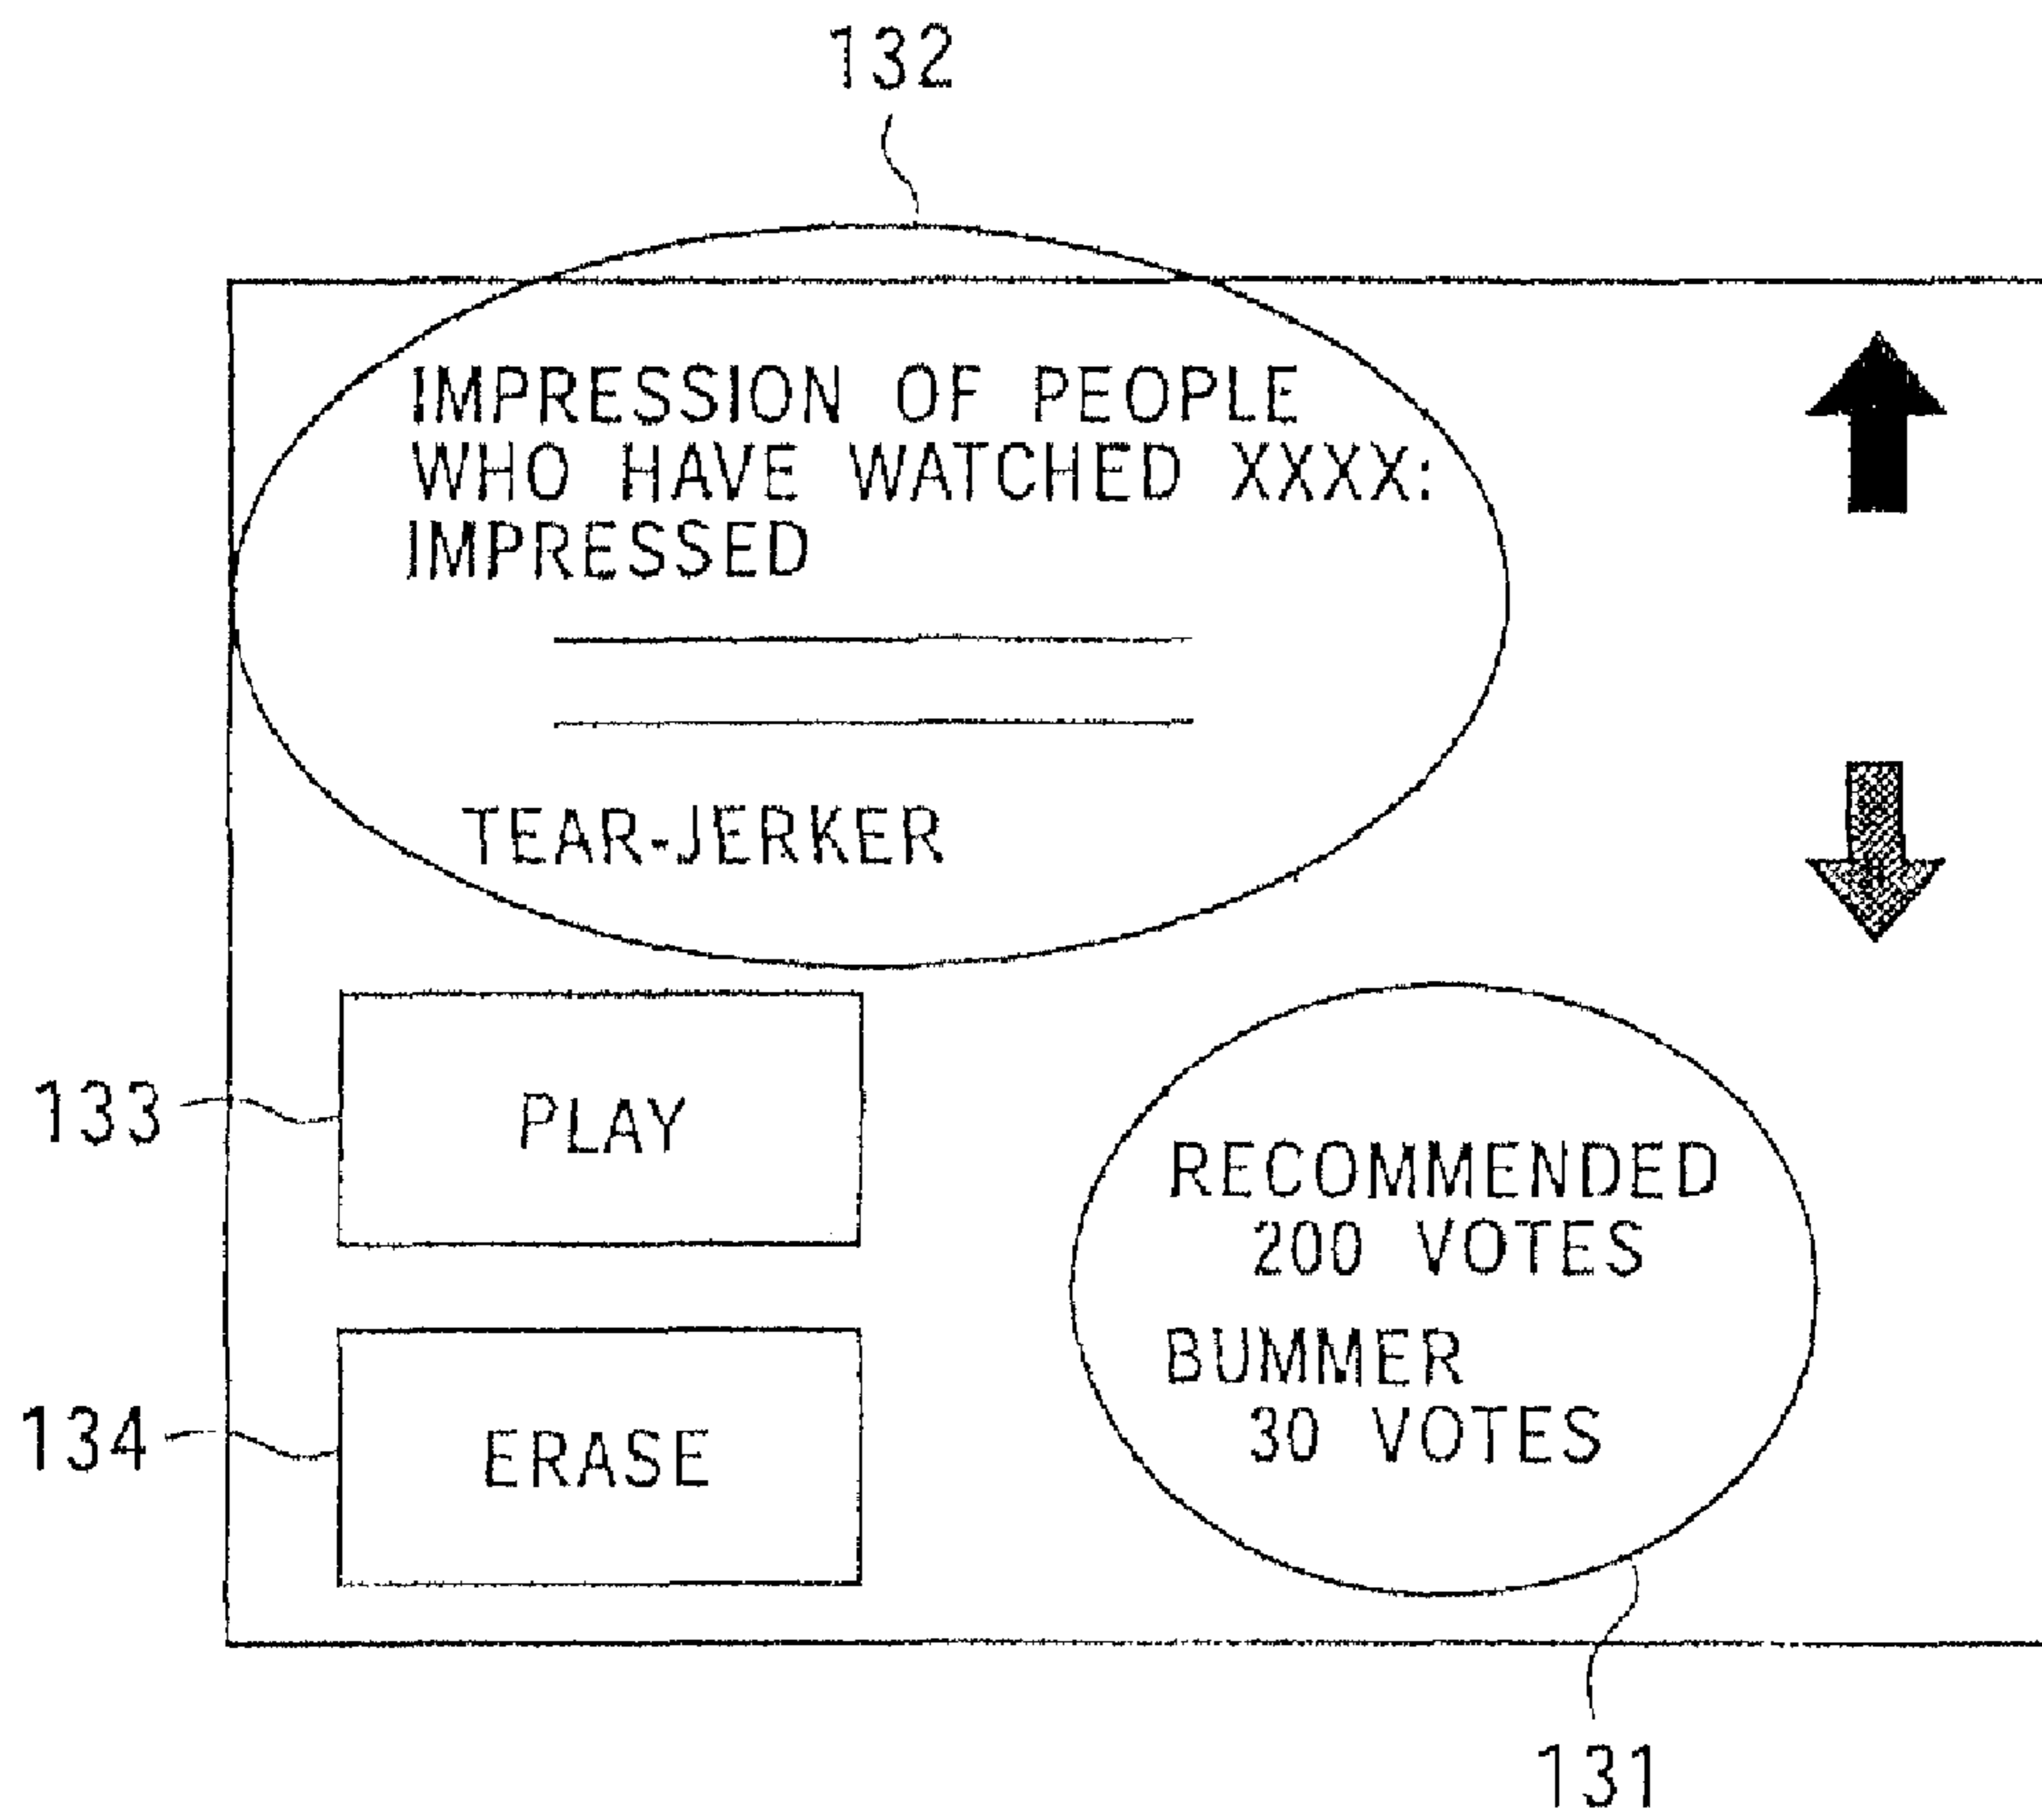 132
IMPRESSION OF PEOPLE
WHO HAVE WATCHED XXXX:
IMPRESSED
TEAR-JERKER
133
PLAY
134
ERASE
RECOMMENDED
200 VOTES
BUMMER
30 VOTES
131